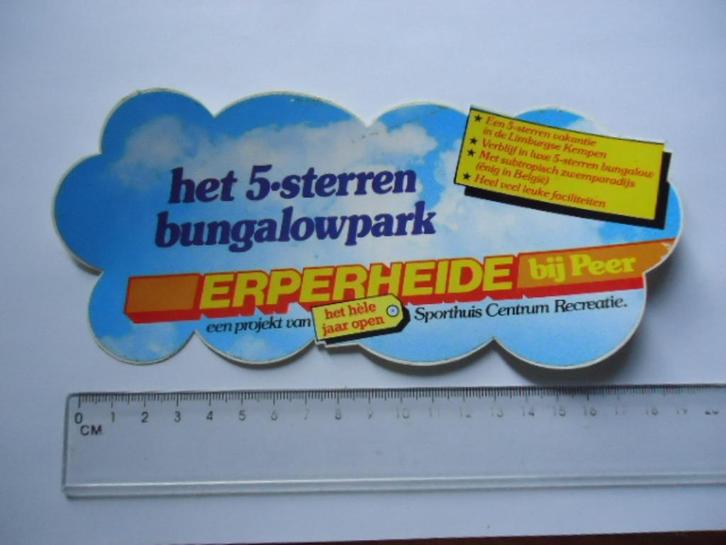 het 5-sterren
bungalowpark
★ Een 5-sterren vakantie
in de Limburgse Kempen
★ Verblijf in luxe 5-sterren bungalow
★ Met subtropisch zwemparadijs
(énig in België)
★ Heel veel leuke faciliteiten
ERPERHEIDE bij Peer
een projekt van
het hèle
jaar open
Sporthuis Centrum Recreatie.
0 1 2 3 4 5 6 7 8 9 10 11 12 13 14 15 16 17 18 19
CM